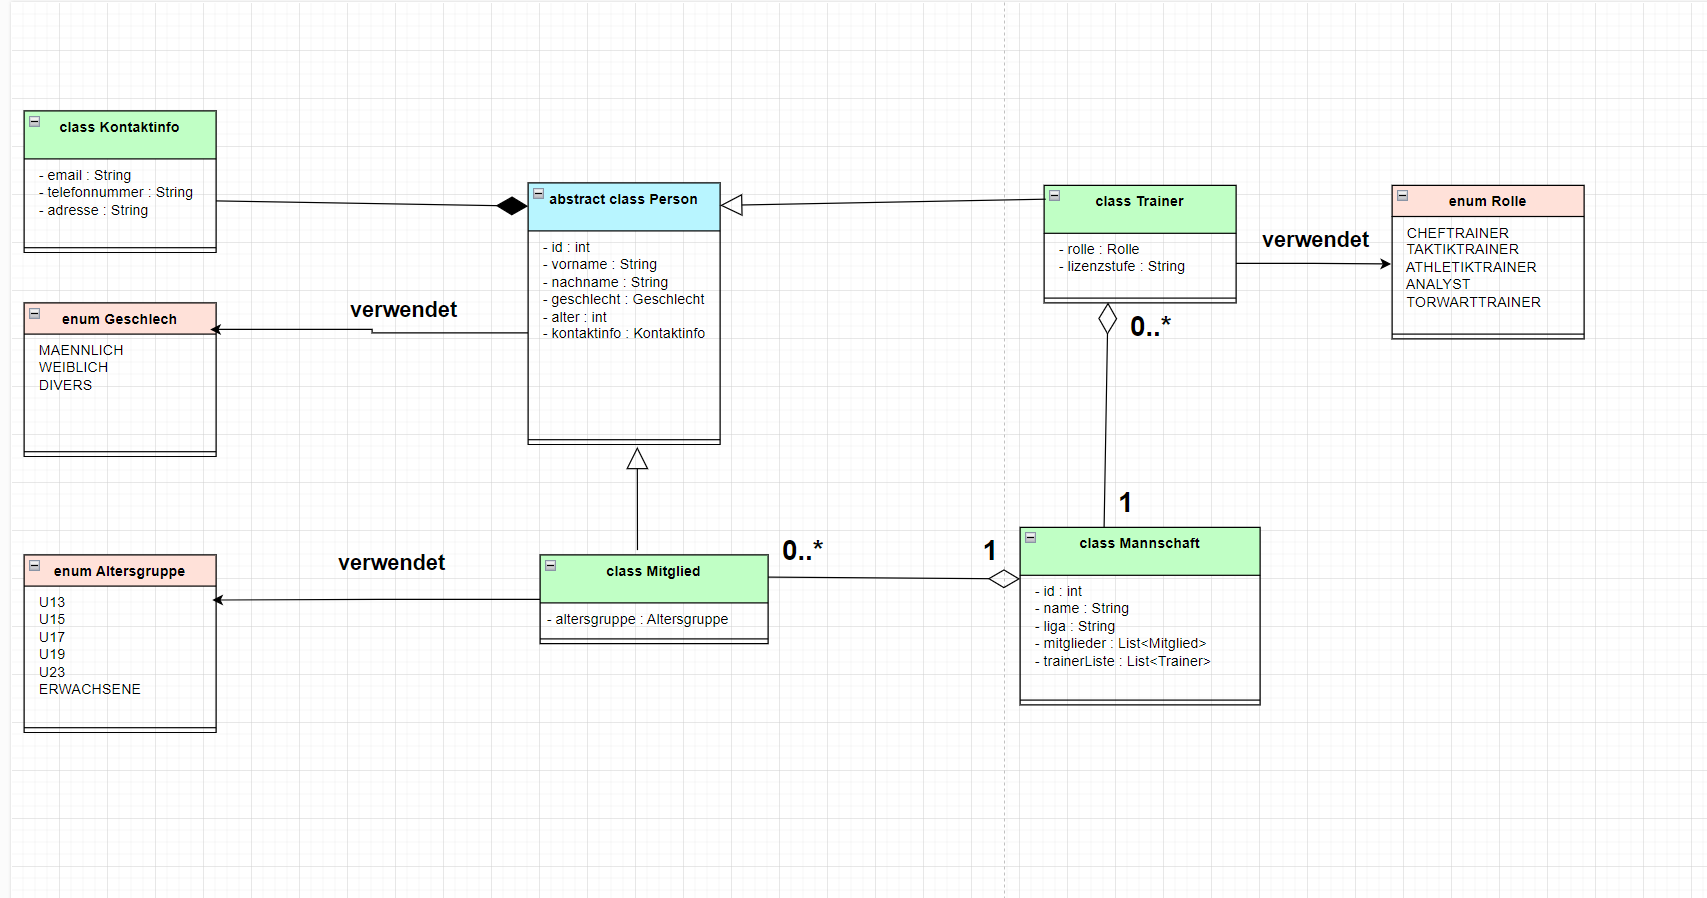 class Kontaktinfo
- email : String
- telefonnummer : String
- adresse : String
enum Geschlech
MAENNLICH
WEIBLICH
DIVERS
verwendet
abstract class Person
- id : int
- vorname : String
- nachname : String
- geschlecht : Geschlecht
- alter : int
- kontaktinfo : Kontaktinfo
class Trainer
- rolle : Rolle
- lizenzstufe : String
verwendet
enum Rolle
CHEFTRAINER
TAKTIKTRAINER
ATHLETIKTRAINER
ANALYST
TORWARTTRAINER
0..*
1
enum Altersgruppe
U13
U15
U17
U19
U23
ERWACHSENE
verwendet
class Mitglied
- altersgruppe : Altersgruppe
0..*
1
class Mannschaft
- id : int
- name : String
- liga : String
- mitglieder : List<Mitglied>
- trainerListe : List<Trainer>